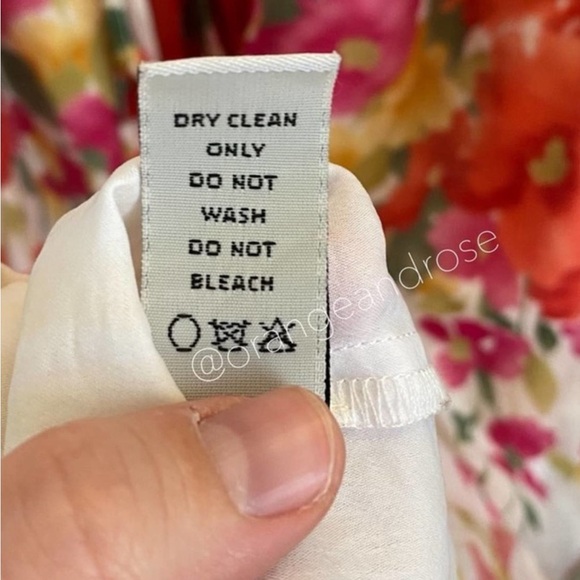 DRY CLEAN
ONLY
DO NOT
WASH
DO NOT
BLEACH
@orangeandrose